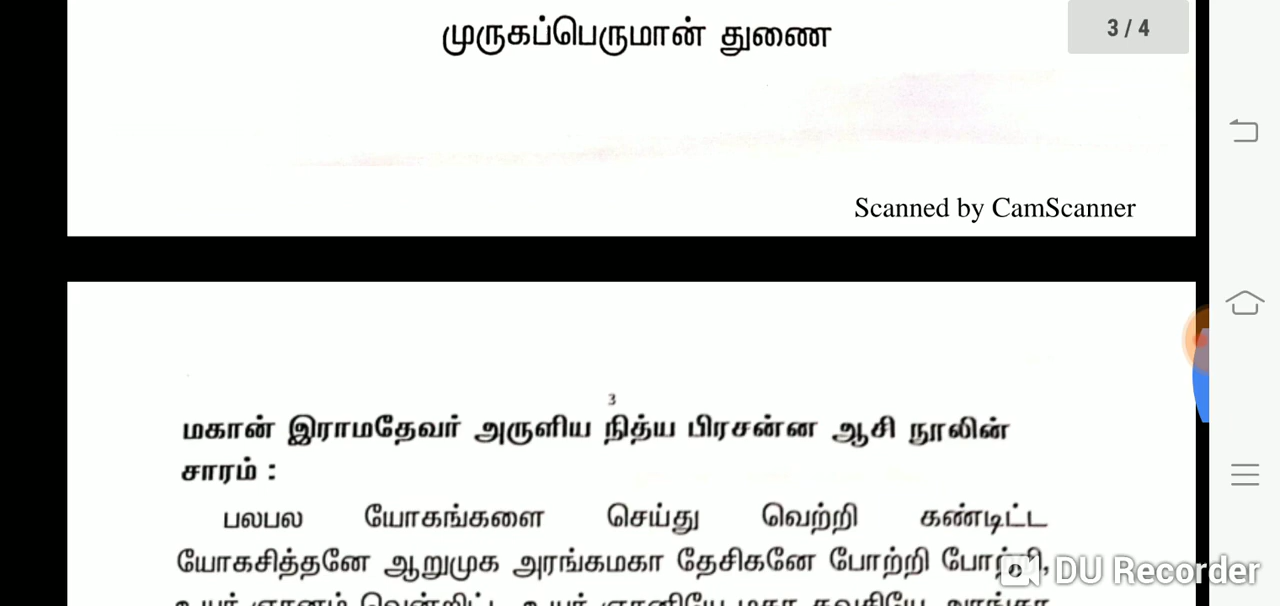 முருகப்பெருமான் துணை
3 / 4
Scanned by CamScanner
3
மகான் இராமதேவர் அருளிய நித்ய பிரசன்ன ஆசி நூலின்
சாரம் :
பலபல யோகங்களை செய்து வெற்றி கண்டிட்ட
யோகசித்தனே ஆறுமுக அரங்கமகா தேசிகனே போற்றி போற்றி,
DU Recorder